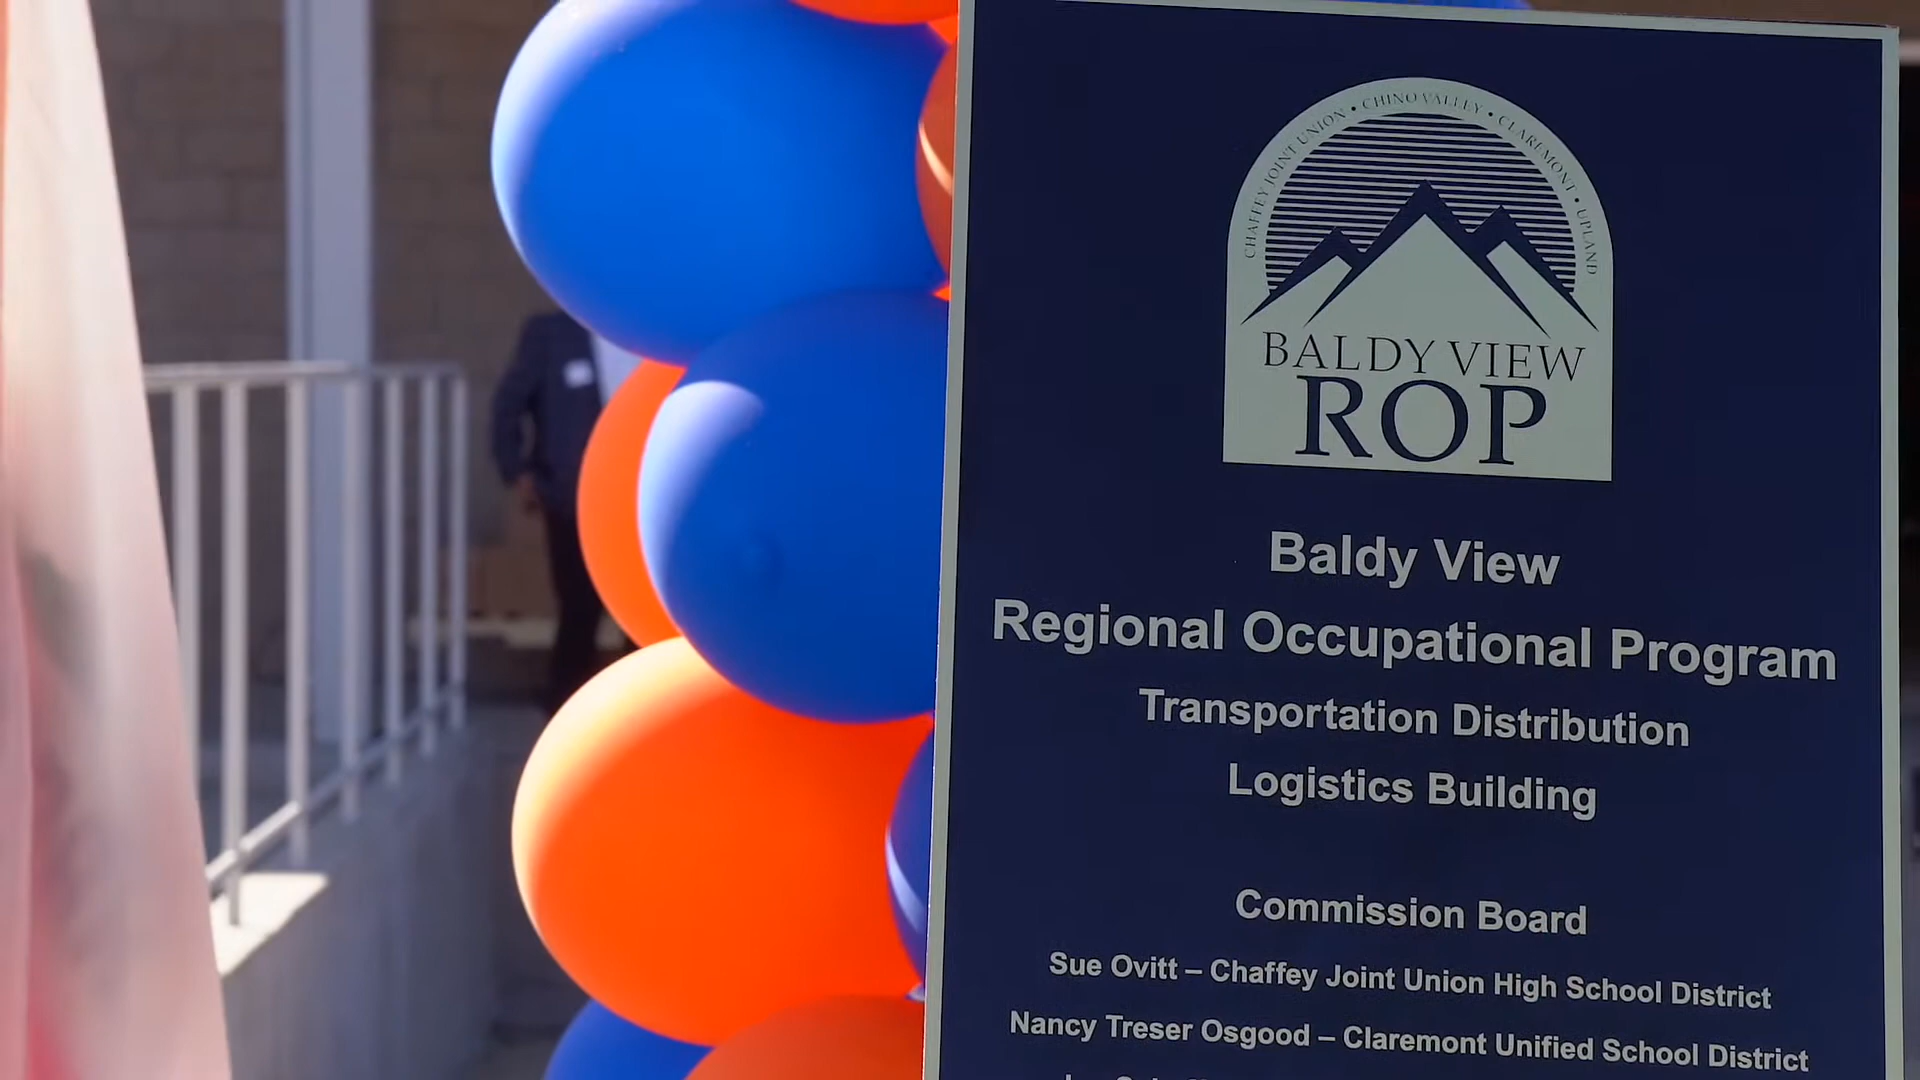 CHAFFEY JOINT UNION • CHINO VALLEY • CLAREMONT • UPLAND
BALDY VIEW
ROP
Baldy View
Regional Occupational Program
Transportation Distribution
Logistics Building
Commission Board
Sue Ovitt – Chaffey Joint Union High School District
Nancy Treser Osgood – Claremont Unified School District